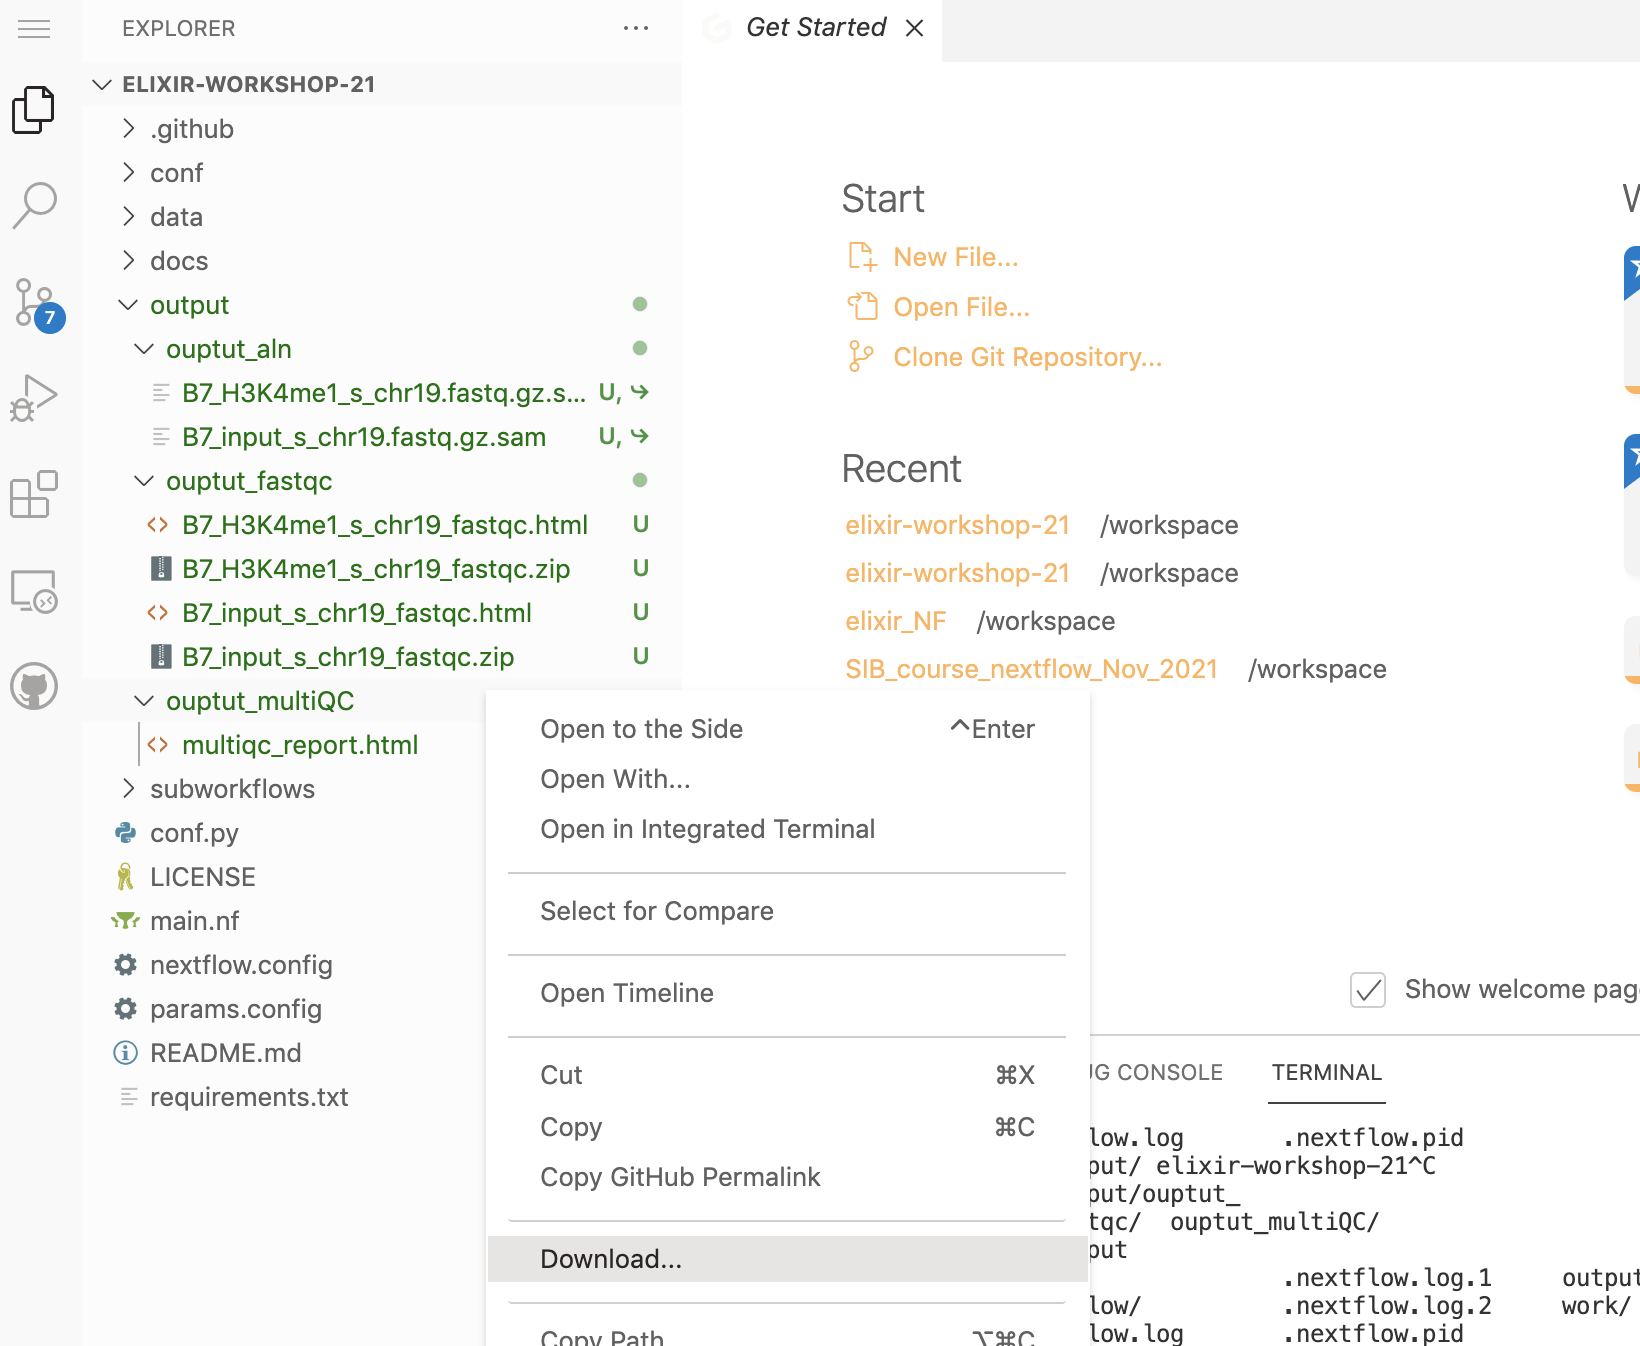 EXPLORER
ELIXIR-WORKSHOP-21
.github
conf
data
docs
output
ouptut_aln
B7_H3K4me1_s_chr19.fastq.gz.s... U,
B7_input_s_chr19.fastq.gz.sam U,
ouptut_fastqc
B7_H3K4me1_s_chr19_fastqc.html U
B7_H3K4me1_s_chr19_fastqc.zip U
B7_input_s_chr19_fastqc.html U
B7_input_s_chr19_fastqc.zip U
ouptut_multiQC
multiqc_report.html
subworkflows
conf.py
LICENSE
main.nf
nextflow.config
params.config
README.md
requirements.txt
7
Get Started
Start
New File...
Open File...
Clone Git Repository...
Recent
elixir-workshop-21 /workspace
elixir-workshop-21 /workspace
elixir_NF /workspace
SIB_course_nextflow_Nov_2021 /workspace
Open to the Side ^Enter
Open With...
Open in Integrated Terminal
Select for Compare
Open Timeline
Cut ⌘X
Copy ⌘C
Copy GitHub Permalink
Download...
Copy Path ⌥⌘C
Show welcome page
UG CONSOLE TERMINAL
low.log .nextflow.pid
put/ elixir-workshop-21^C
put/ouptut_
tqc/ ouptut_multiQC/
put
.nextflow.log.1 output
low/ .nextflow.log.2 work/
low.log .nextflow.pid